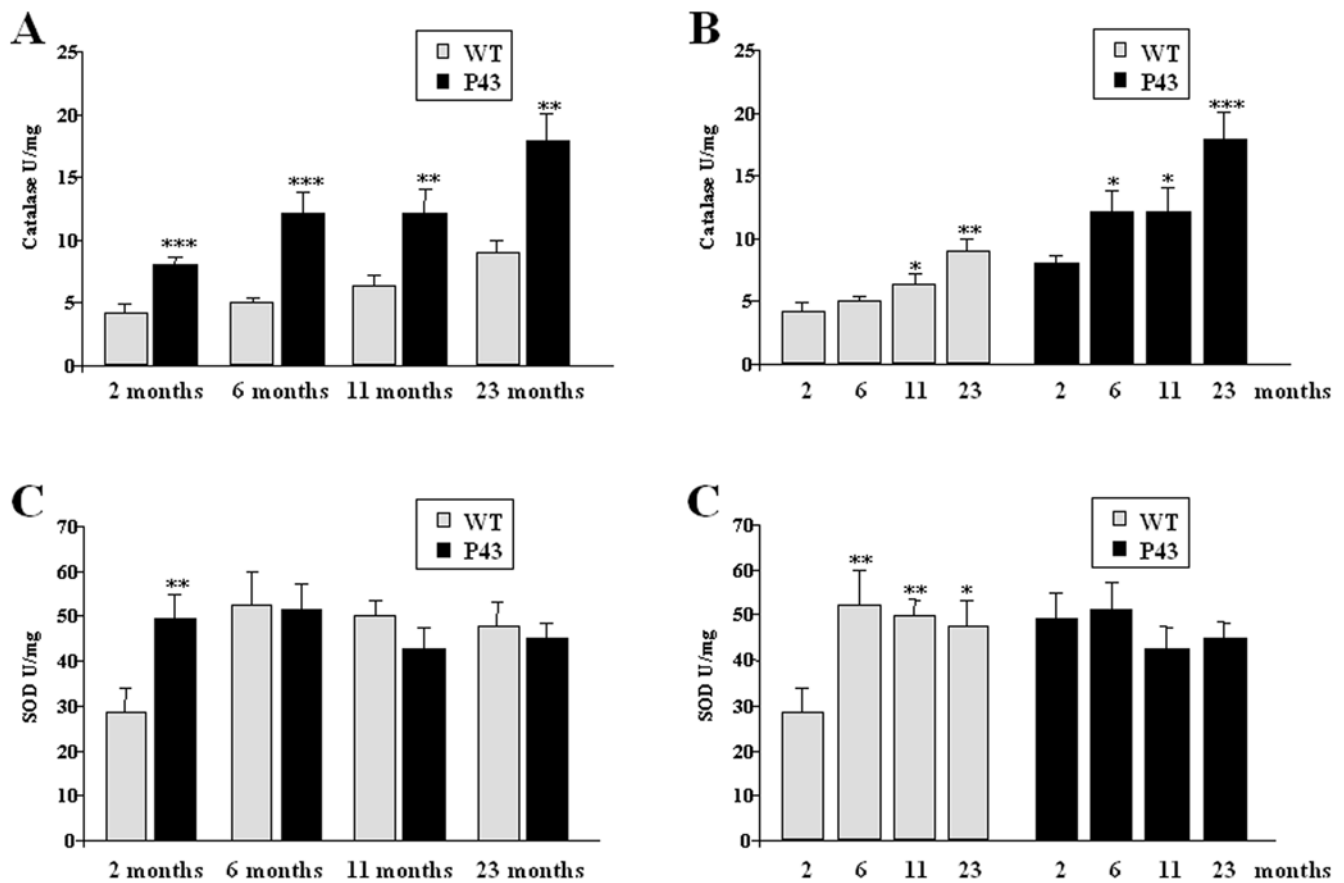 A
WT
P43
Catalase U/mg
25
20
15
10
5
0
***
***
**
**
2 months 6 months 11 months 23 months
B
WT
P43
Catalase U/mg
25
20
15
10
5
0
*
**
*
*
***
2 6 11 23 2 6 11 23 months
C
WT
P43
SOD U/mg
70
60
50
40
30
20
10
0
**
2 months 6 months 11 months 23 months
C
WT
P43
SOD U/mg
70
60
50
40
30
20
10
0
**
**
*
2 6 11 23 2 6 11 23 months